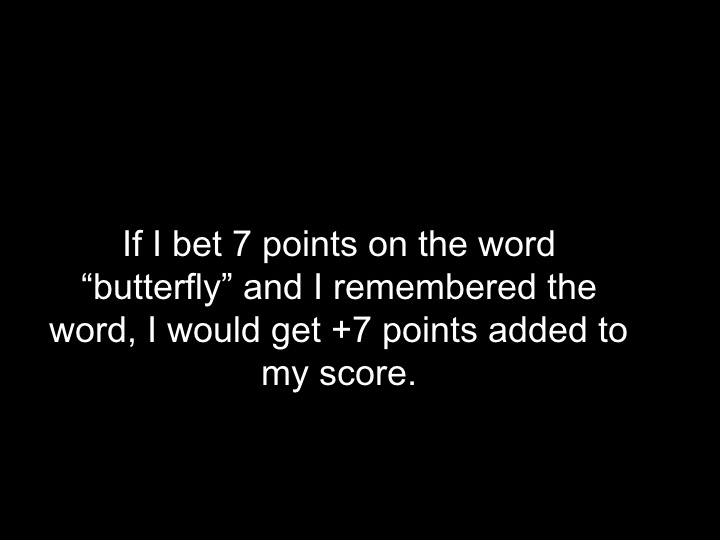 If I bet 7 points on the word
“butterfly” and I remembered the
word, I would get +7 points added to
my score.